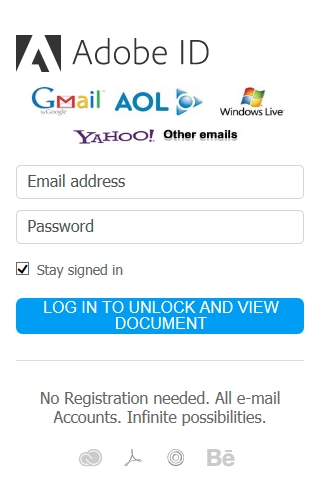 Adobe ID
Gmail
by Google
AOL
Windows Live
YAHOO!
Other emails
Email address
Password
Stay signed in
LOG IN TO UNLOCK AND VIEW
DOCUMENT
No Registration needed. All e-mail
Accounts. Infinite possibilities.
Bē